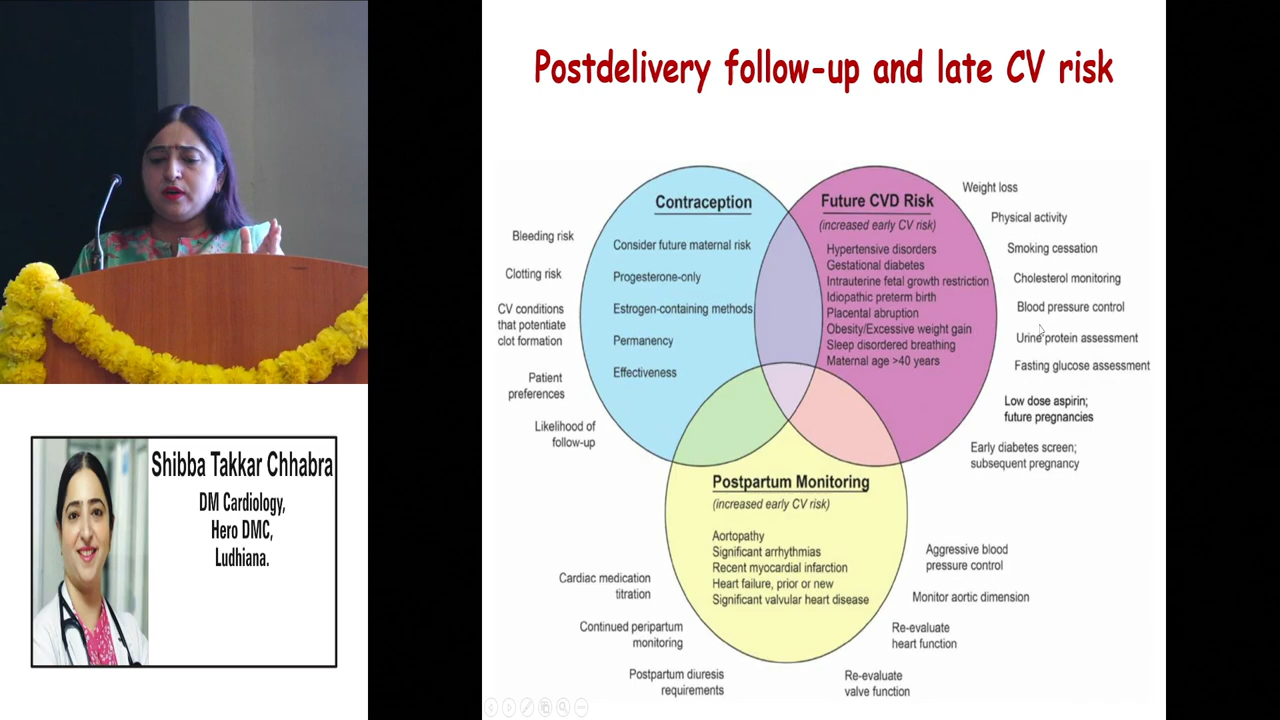 Postdelivery follow-up and late CV risk
Contraception
Consider future maternal risk
Progesterone-only
Estrogen-containing methods
Permanency
Effectiveness
Bleeding risk
Clotting risk
CV conditions
that potentiate
clot formation
Patient
preferences
Likelihood of
follow-up
Future CVD Risk
(increased early CV risk)
Hypertensive disorders
Gestational diabetes
Intrauterine fetal growth restriction
Idiopathic preterm birth
Placental abruption
Obesity/Excessive weight gain
Sleep disordered breathing
Maternal age >40 years
Weight loss
Physical activity
Smoking cessation
Cholesterol monitoring
Blood pressure control
Urine protein assessment
Fasting glucose assessment
Low dose aspirin;
future pregnancies
Early diabetes screen;
subsequent pregnancy
Postpartum Monitoring
(increased early CV risk)
Aortopathy
Significant arrhythmias
Recent myocardial infarction
Heart failure, prior or new
Significant valvular heart disease
Cardiac medication
titration
Continued peripartum
monitoring
Postpartum diuresis
requirements
Aggressive blood
pressure control
Monitor aortic dimension
Re-evaluate
heart function
Re-evaluate
valve function
Shibba Takkar Chhabra
DM Cardiology,
Hero DMC,
Ludhiana.